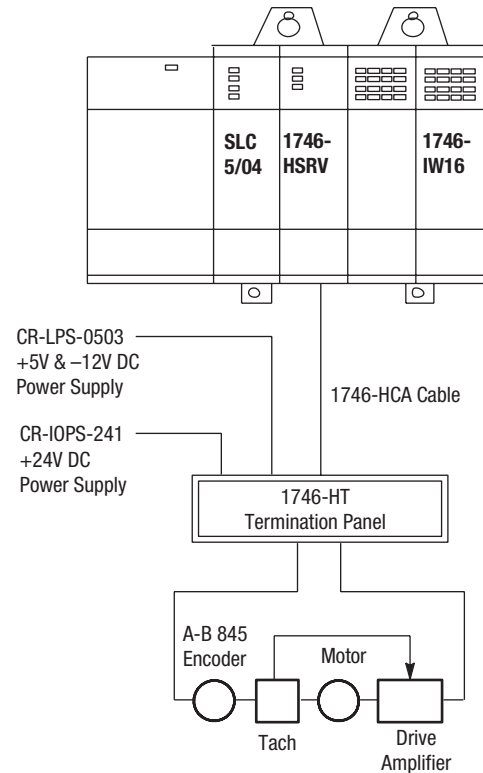 SLC
5/04
1746-
HSRV
1746-
IW16
CR-LPS-0503
+5V & –12V DC
Power Supply
1746-HCA Cable
CR-IOPS-241
+24V DC
Power Supply
1746-HT
Termination Panel
A-B 845
Encoder
Motor
Tach
Drive
Amplifier